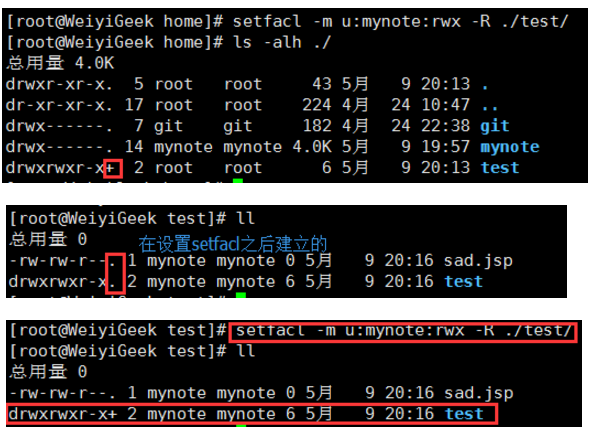 [root@WeiyiGeek home]# setfacl -m u:mynote:rwx -R ./test/
[root@WeiyiGeek home]# ls -alh ./
总用量 4.0K
drwxr-xr-x.  5 root   root     43 5月   9 20:13 .
dr-xr-xr-x. 17 root   root    224 4月  24 10:47 ..
drwx------.  7 git    git     182 4月  24 22:38 git
drwx------. 14 mynote mynote 4.0K 5月   9 19:57 mynote
drwxrwxr-x+  2 root   root      6 5月   9 20:13 test
[root@WeiyiGeek test]# ll
总用量 0
在设置setfacl之后建立的
-rw-rw-r--. 1 mynote mynote 0 5月   9 20:16 sad.jsp
drwxrwxr-x. 2 mynote mynote 6 5月   9 20:16 test
[root@WeiyiGeek test]# setfacl -m u:mynote:rwx -R ./test/
[root@WeiyiGeek test]# ll
总用量 0
-rw-rw-r--. 1 mynote mynote 0 5月   9 20:16 sad.jsp
drwxrwxr-x+ 2 mynote mynote 6 5月   9 20:16 test